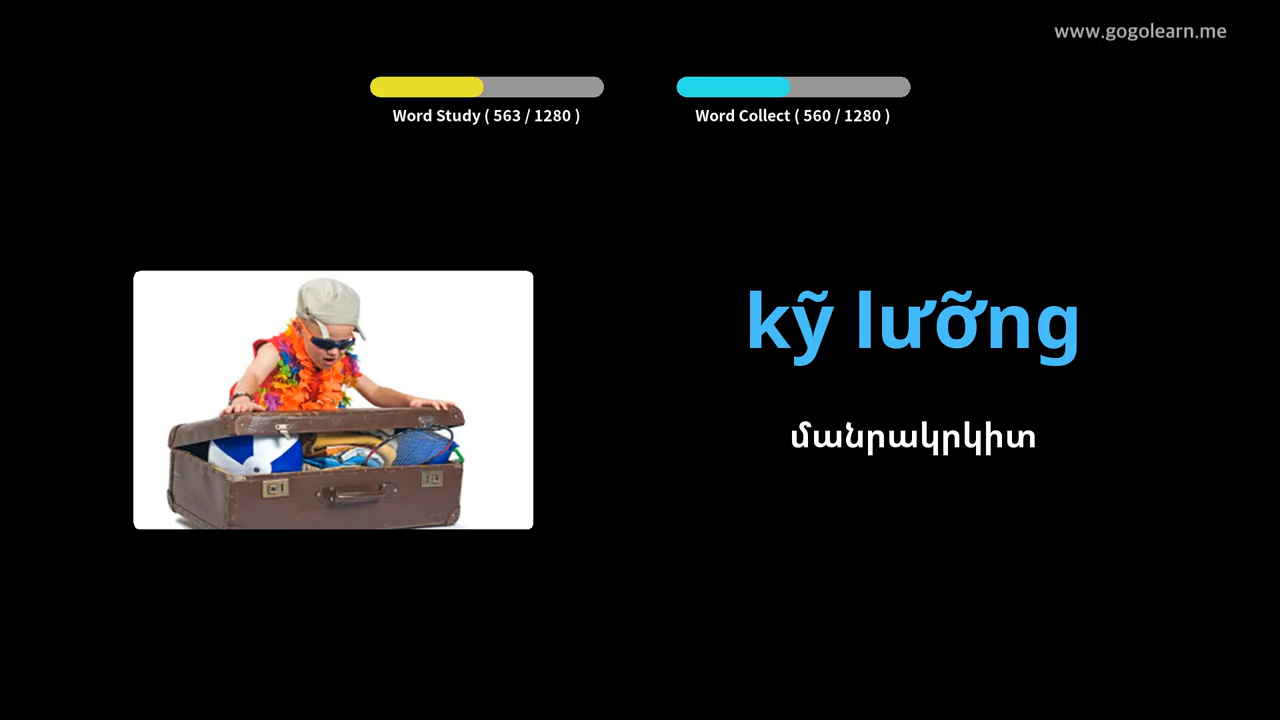 www.gogolearn.me
Word Study ( 563 / 1280 )
Word Collect ( 560 / 1280 )
kỹ lưỡng
մանրակրկիտ